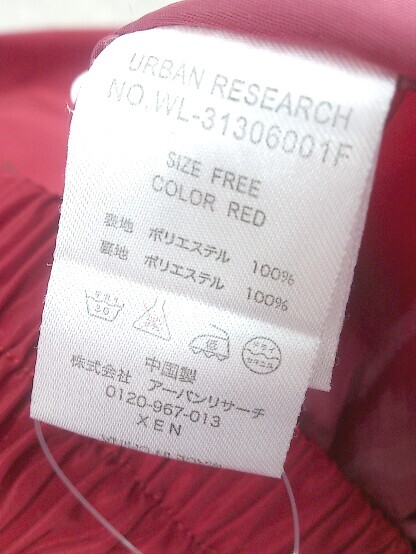 URBAN RESEARCH
NO.WL-31306001F
SIZE FREE
COLOR RED
表地 ポリエステル 100%
裏地 ポリエステル 100%
中国製
株式会社 アーバンリサーチ
0120-967-013
XEN